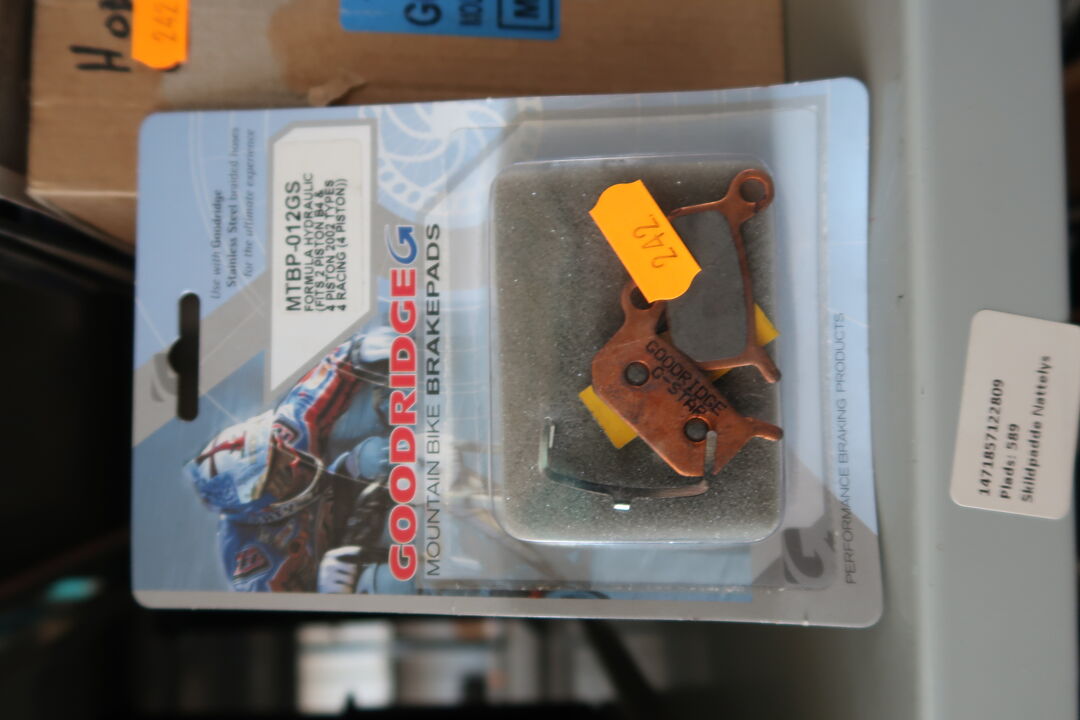 Use with Goodridge
Stainless Steel braided hoses
for the ultimate experience
MTBP-012GS
FORMULA HYDRAULIC
(FITS 2 PISTON B4 &
4 PISTON 2002 TYPES
4 RACING (4 PISTON))
GOODRIDGE
MOUNTAIN BIKE BRAKEPADS
242
GOODRIDGE
PERFORMANCE BRAKING PRODUCTS
242
1471857122809
Plads: 589
Skildpadde Nattelys